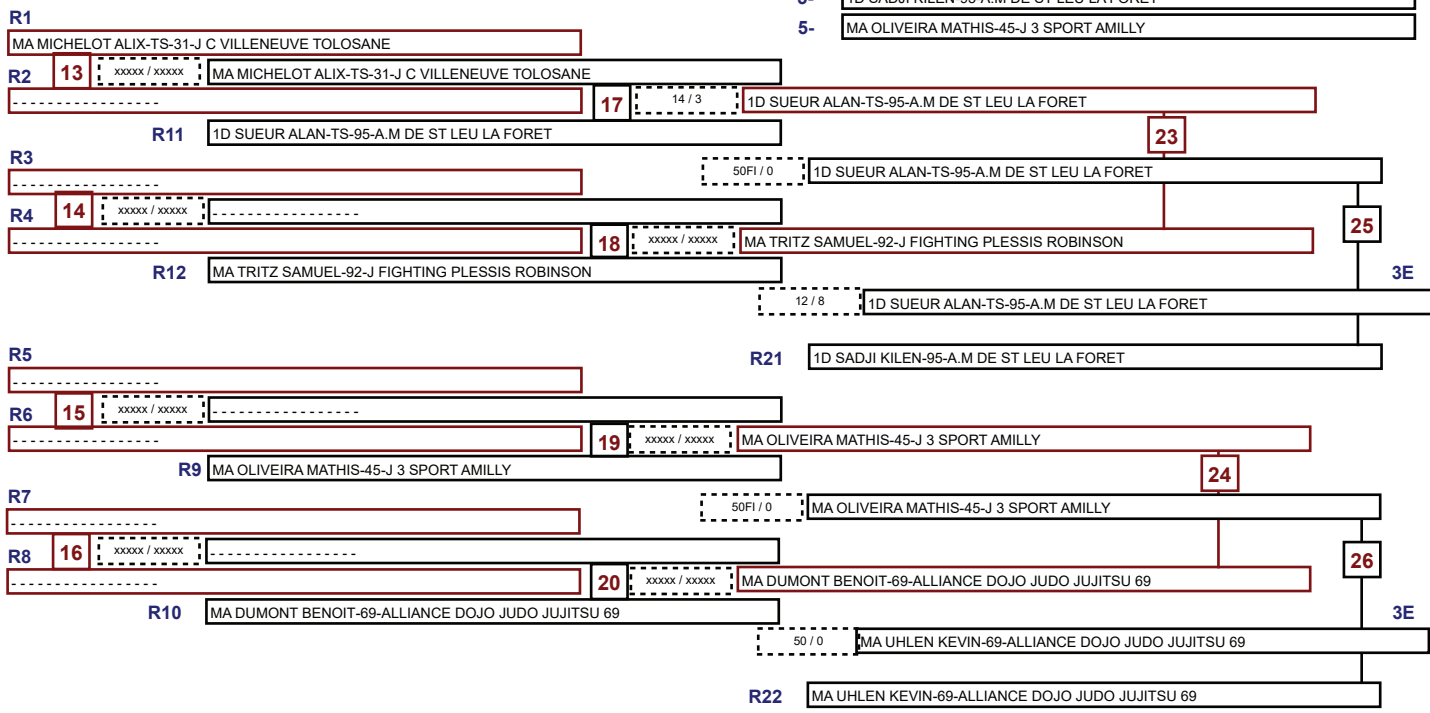 3- 1D SADJI KILEN-95-A.M DE ST LEU LA FORET
R1
5- MA OLIVEIRA MATHIS-45-J 3 SPORT AMILLY
MA MICHELOT ALIX-TS-31-J C VILLENEUVE TOLOSANE
R2 13 xxxxx / xxxxx MA MICHELOT ALIX-TS-31-J C VILLENEUVE TOLOSANE
- - - - - - - - - - - - - - - - - 17 14 / 3 1D SUEUR ALAN-TS-95-A.M DE ST LEU LA FORET
R11 1D SUEUR ALAN-TS-95-A.M DE ST LEU LA FORET 23
R3
50FI / 0 1D SUEUR ALAN-TS-95-A.M DE ST LEU LA FORET
- - - - - - - - - - - - - - - - -
R4 14 xxxxx / xxxxx - - - - - - - - - - - - - - - - - 25
- - - - - - - - - - - - - - - - - 18 xxxxx / xxxxx MA TRITZ SAMUEL-92-J FIGHTING PLESSIS ROBINSON
R12 MA TRITZ SAMUEL-92-J FIGHTING PLESSIS ROBINSON 3E
12 / 8 1D SUEUR ALAN-TS-95-A.M DE ST LEU LA FORET
R5
R21 1D SADJI KILEN-95-A.M DE ST LEU LA FORET
- - - - - - - - - - - - - - - - -
R6 15 xxxxx / xxxxx - - - - - - - - - - - - - - - - -
- - - - - - - - - - - - - - - - - 19 xxxxx / xxxxx MA OLIVEIRA MATHIS-45-J 3 SPORT AMILLY
R9 MA OLIVEIRA MATHIS-45-J 3 SPORT AMILLY 24
R7
50FI / 0 MA OLIVEIRA MATHIS-45-J 3 SPORT AMILLY
- - - - - - - - - - - - - - - - -
R8 16 xxxxx / xxxxx - - - - - - - - - - - - - - - - - 26
- - - - - - - - - - - - - - - - - 20 xxxxx / xxxxx MA DUMONT BENOIT-69-ALLIANCE DOJO JUDO JUJITSU 69
R10 MA DUMONT BENOIT-69-ALLIANCE DOJO JUDO JUJITSU 69 3E
50 / 0 MA UHLEN KEVIN-69-ALLIANCE DOJO JUDO JUJITSU 69
R22 MA UHLEN KEVIN-69-ALLIANCE DOJO JUDO JUJITSU 69